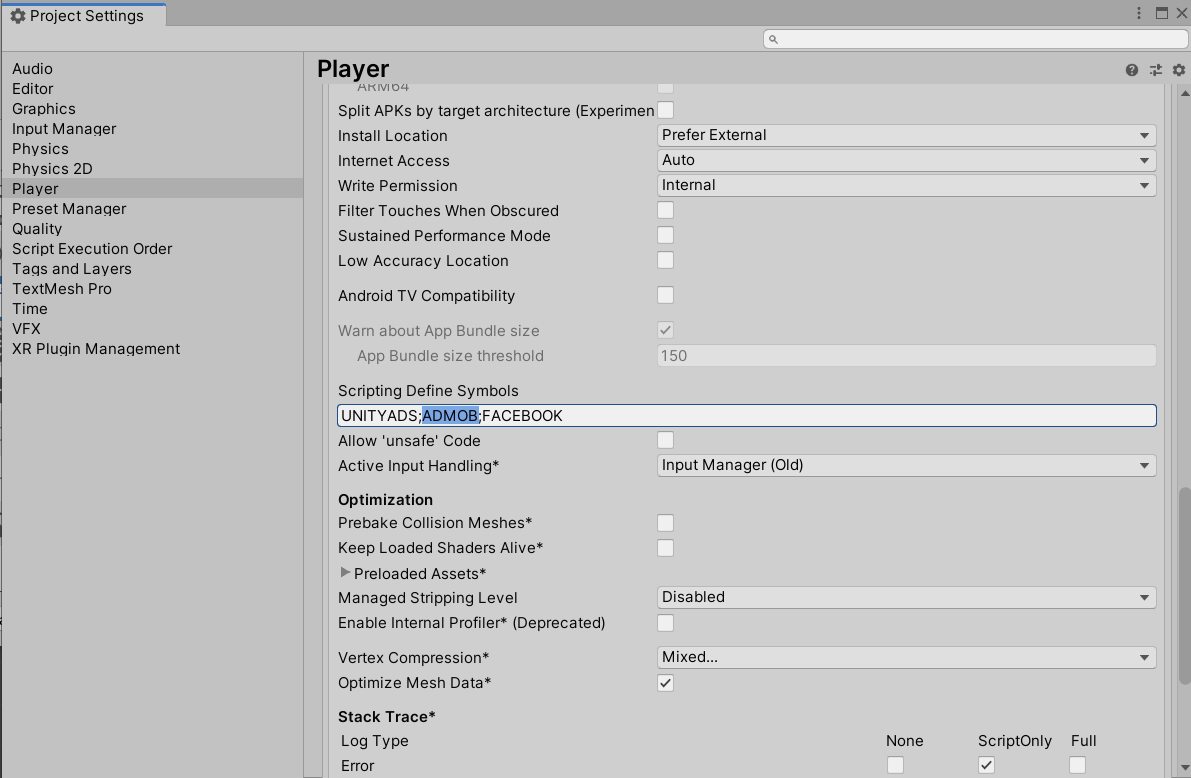 Project Settings
Audio
Editor
Graphics
Input Manager
Physics
Physics 2D
Player
Preset Manager
Quality
Script Execution Order
Tags and Layers
TextMesh Pro
Time
VFX
XR Plugin Management
Player
ARM64
Split APKs by target architecture (Experimen
Install Location Prefer External
Internet Access Auto
Write Permission Internal
Filter Touches When Obscured
Sustained Performance Mode
Low Accuracy Location
Android TV Compatibility
Warn about App Bundle size
App Bundle size threshold 150
Scripting Define Symbols
UNITYADS;ADMOB;FACEBOOK
Allow 'unsafe' Code
Active Input Handling* Input Manager (Old)
Optimization
Prebake Collision Meshes*
Keep Loaded Shaders Alive*
Preloaded Assets*
Managed Stripping Level Disabled
Enable Internal Profiler* (Deprecated)
Vertex Compression* Mixed...
Optimize Mesh Data*
Stack Trace*
Log Type None ScriptOnly Full
Error